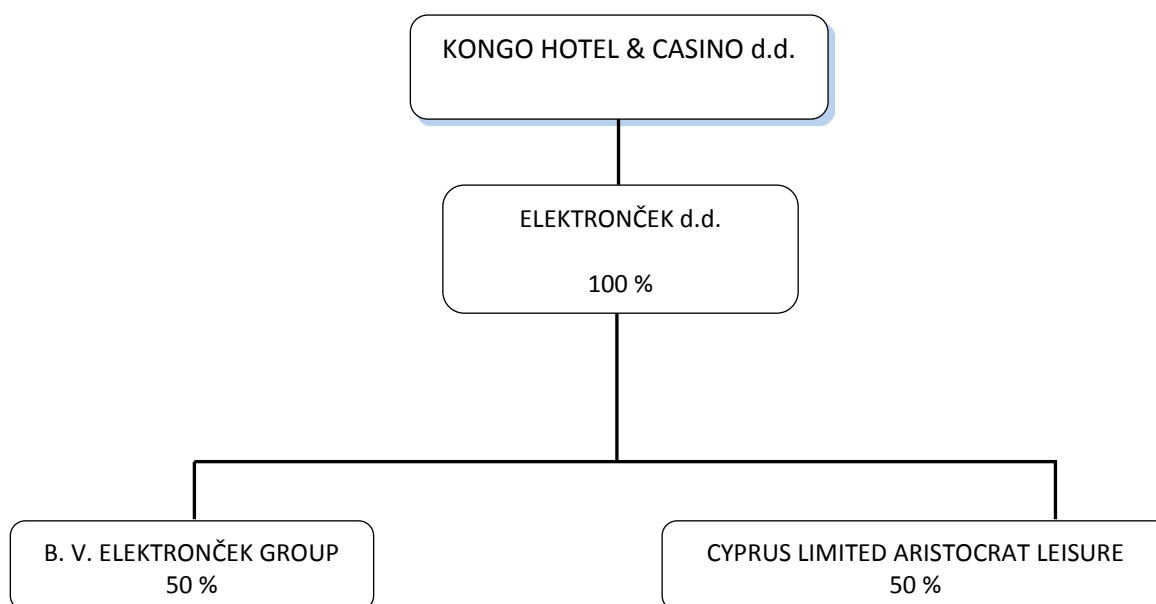 KONGO HOTEL & CASINO d.d.
ELEKTRONČEK d.d.
100 %
B. V. ELEKTRONČEK GROUP
50 %
CYPRUS LIMITED ARISTOCRAT LEISURE
50 %